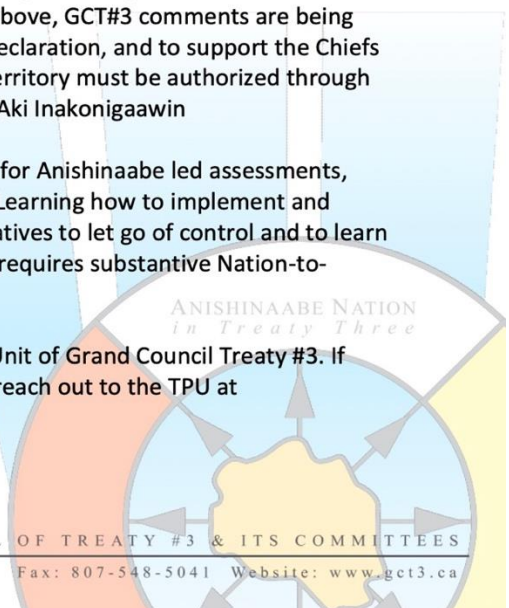 bove, GCT#3 comments are being
eclaration, and to support the Chiefs
erritory must be authorized through
Aki Inakonigaawin
for Anishinaabe led assessments,
Learning how to implement and
atives to let go of control and to learn
requires substantive Nation-to-
ANISHINAABE NATION
in Treaty Three
Unit of Grand Council Treaty #3. If
reach out to the TPU at
OF TREATY #3 & ITS COMMITTEES
Fax: 807-548-5041 Website: www.gct3.ca